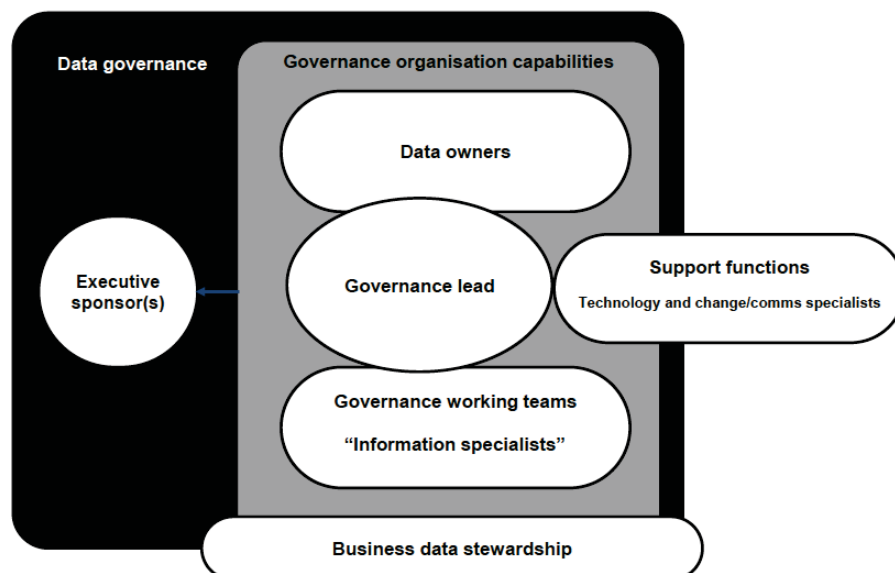 Data governance
Governance organisation capabilities
Data owners
Executive
sponsor(s)
Governance lead
Support functions
Technology and change/comms specialists
Governance working teams
“Information specialists”
Business data stewardship